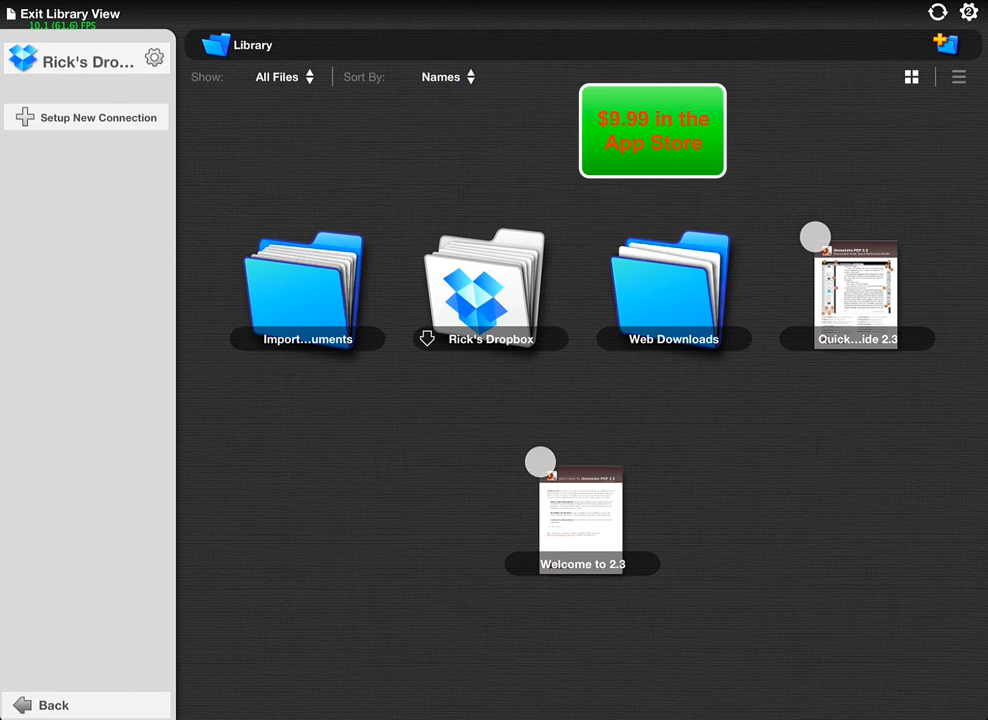 Exit Library View
10.1 (61.6) FPS
Rick's Dro...
Setup New Connection
Library
Show:
All Files
Sort By:
Names
2
$9.99 in the
App Store
Import...uments
Rick's Dropbox
Web Downloads
Quick...ide 2.3
Welcome to 2.3
Back